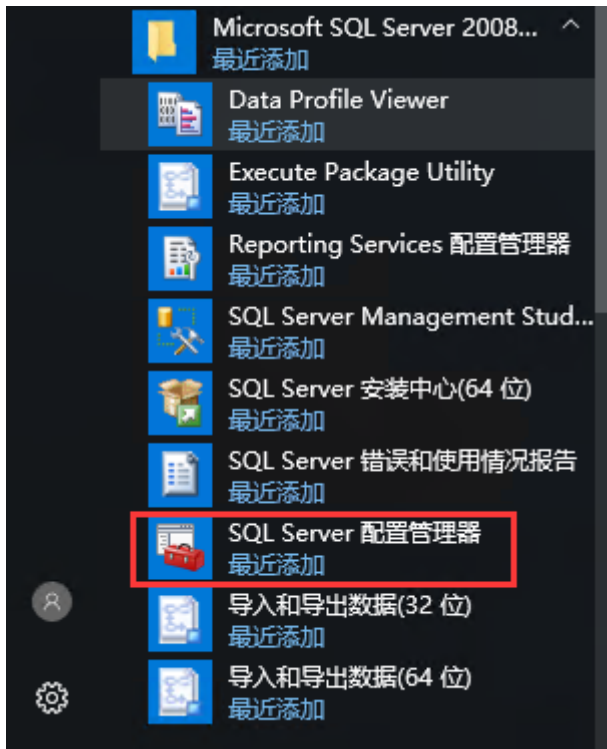 Microsoft SQL Server 2008...
最近添加
Data Profile Viewer
最近添加
Execute Package Utility
最近添加
Reporting Services 配置管理器
最近添加
SQL Server Management Stud...
最近添加
SQL Server 安装中心(64 位)
最近添加
SQL Server 错误和使用情况报告
最近添加
SQL Server 配置管理器
最近添加
导入和导出数据(32 位)
最近添加
导入和导出数据(64 位)
最近添加